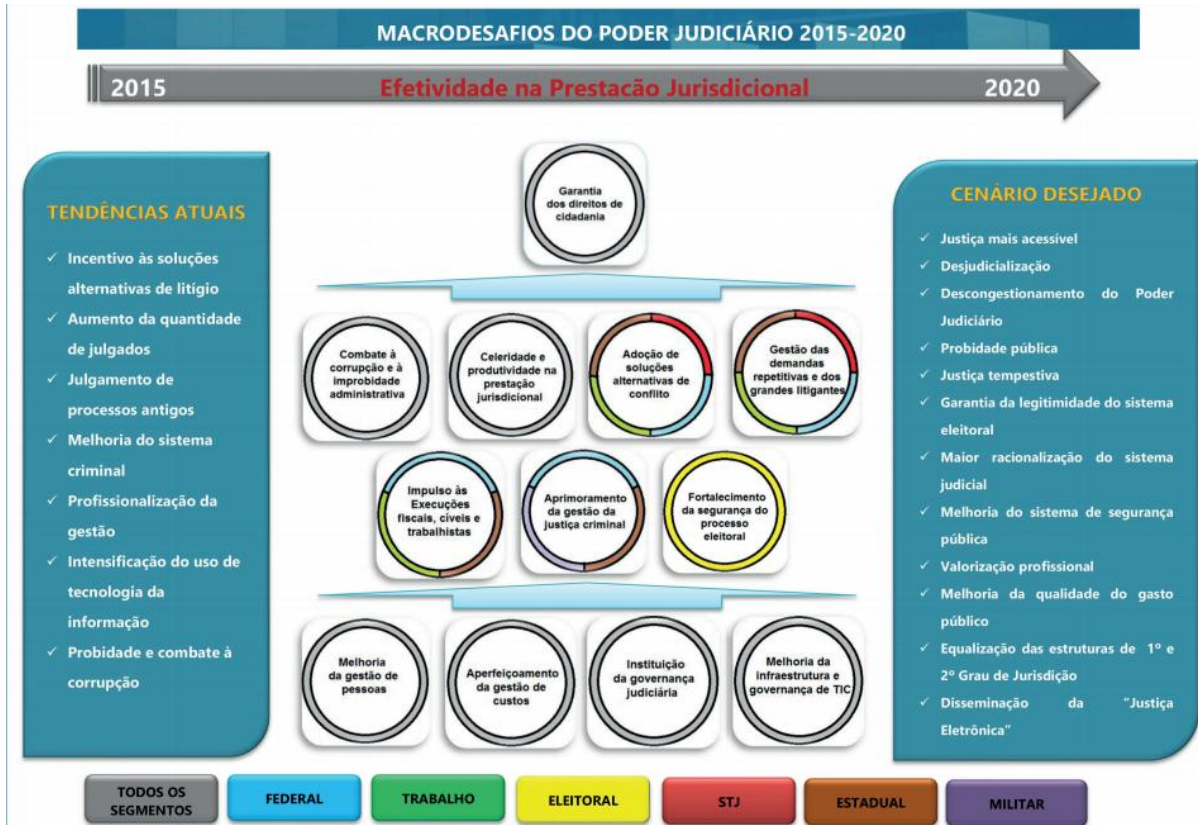 MACRODESAFIOS DO PODER JUDICIÁRIO 2015-2020
2015
Efetividade na Prestacão Jurisdicional
2020
TENDÊNCIAS ATUAIS
✓ Incentivo às soluções
alternativas de litígio
✓ Aumento da quantidade
de julgados
✓ Julgamento de
processos antigos
✓ Melhoria do sistema
criminal
✓ Profissionalização da
gestão
✓ Intensificação do uso de
tecnologia da
informação
✓ Probidade e combate à
corrupção
Garantia
dos direitos de
cidadania
Combate à
corrupção e à
improbidade
administrativa
Celeridade e
produtividade na
prestação
jurisdicional
Adoção de
soluções
alternativas de
conflito
Gestão das
demandas
repetitivas e dos
grandes litigantes
Impulso às
Execuções
fiscais, cíveis e
trabalhistas
Aprimoramento
da gestão da
justiça criminal
Fortalecimento
da segurança do
processo
eleitoral
Melhoria
da gestão de
pessoas
Aperfeiçoamento
da gestão de
custos
Instituição
da governança
judiciária
Melhoria da
infraestrutura e
governança de TIC
CENÁRIO DESEJADO
✓ Justiça mais acessível
✓ Desjudicialização
✓ Descongestionamento do Poder
Judiciário
✓ Probidade pública
✓ Justiça tempestiva
✓ Garantia da legitimidade do sistema
eleitoral
✓ Maior racionalização do sistema
judicial
✓ Melhoria do sistema de segurança
pública
✓ Valorização profissional
✓ Melhoria da qualidade do gasto
público
✓ Equalização das estruturas de 1º e
2º Grau de Jurisdição
✓ Disseminação da "Justiça
Eletrônica"
TODOS OS
SEGMENTOS
FEDERAL
TRABALHO
ELEITORAL
STJ
ESTADUAL
MILITAR